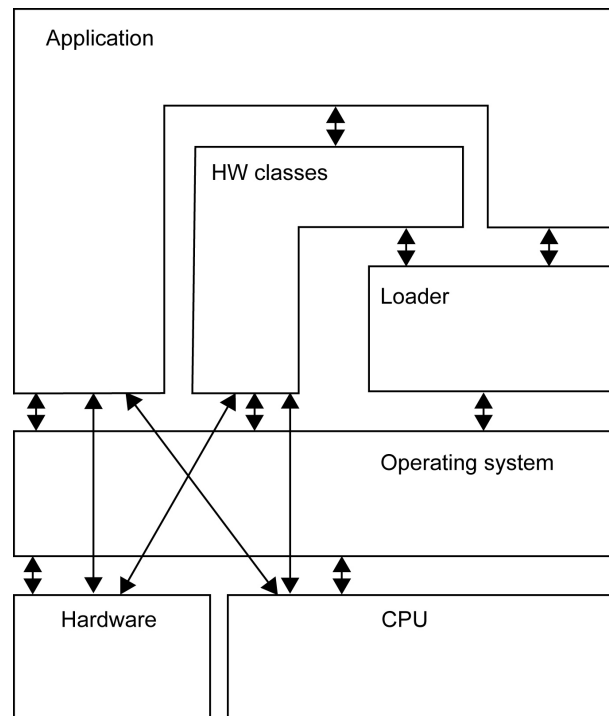 Application
HW classes
Loader
Operating system
Hardware
CPU